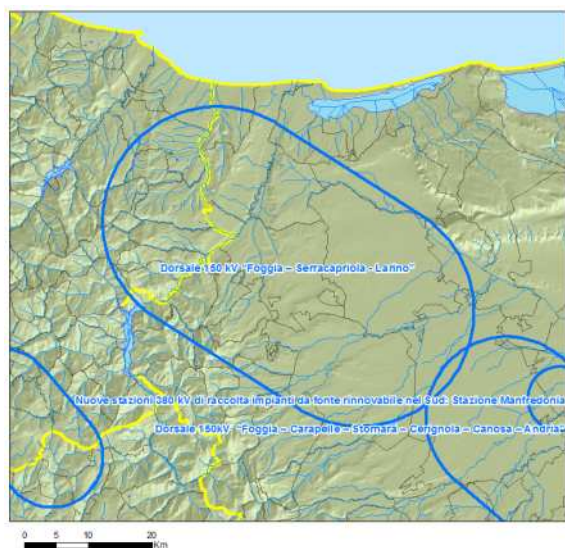 Dorsale 150 kV "Foggia – Serracapriola - Larino"
Nuove stazioni 380 kV di raccolta impianti da fonte rinnovabile nel Sud: Stazione Manfredonia
Dorsale 150kV "Foggia – Carapelle – Stornara – Cerignola – Canosa – Andria"
0 5 10 20
Km